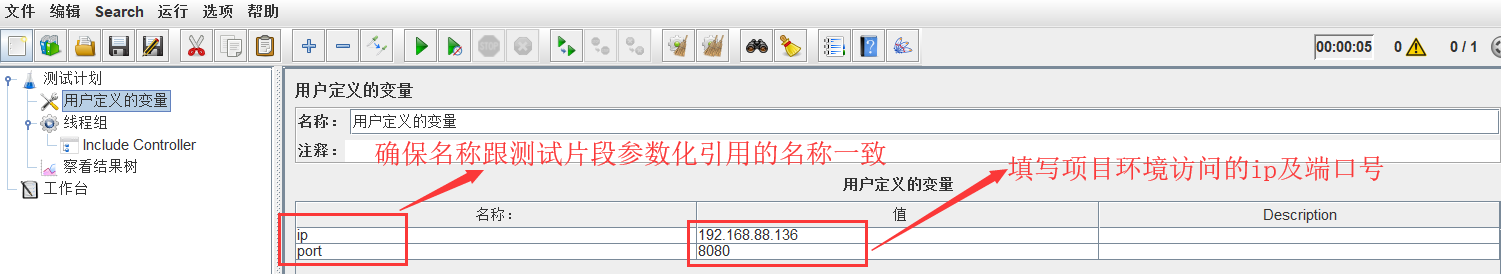 文件 编辑 Search 运行 选项 帮助
STOP 00:00:05 0 0 / 1
测试计划
用户定义的变量
线程组
Include Controller
察看结果树
工作台
用户定义的变量
名称： 用户定义的变量
注释：
确保名称跟测试片段参数化引用的名称一致
填写项目环境访问的ip及端口号
用户定义的变量
名称： 值 Description
ip 192.168.88.136
port 8080